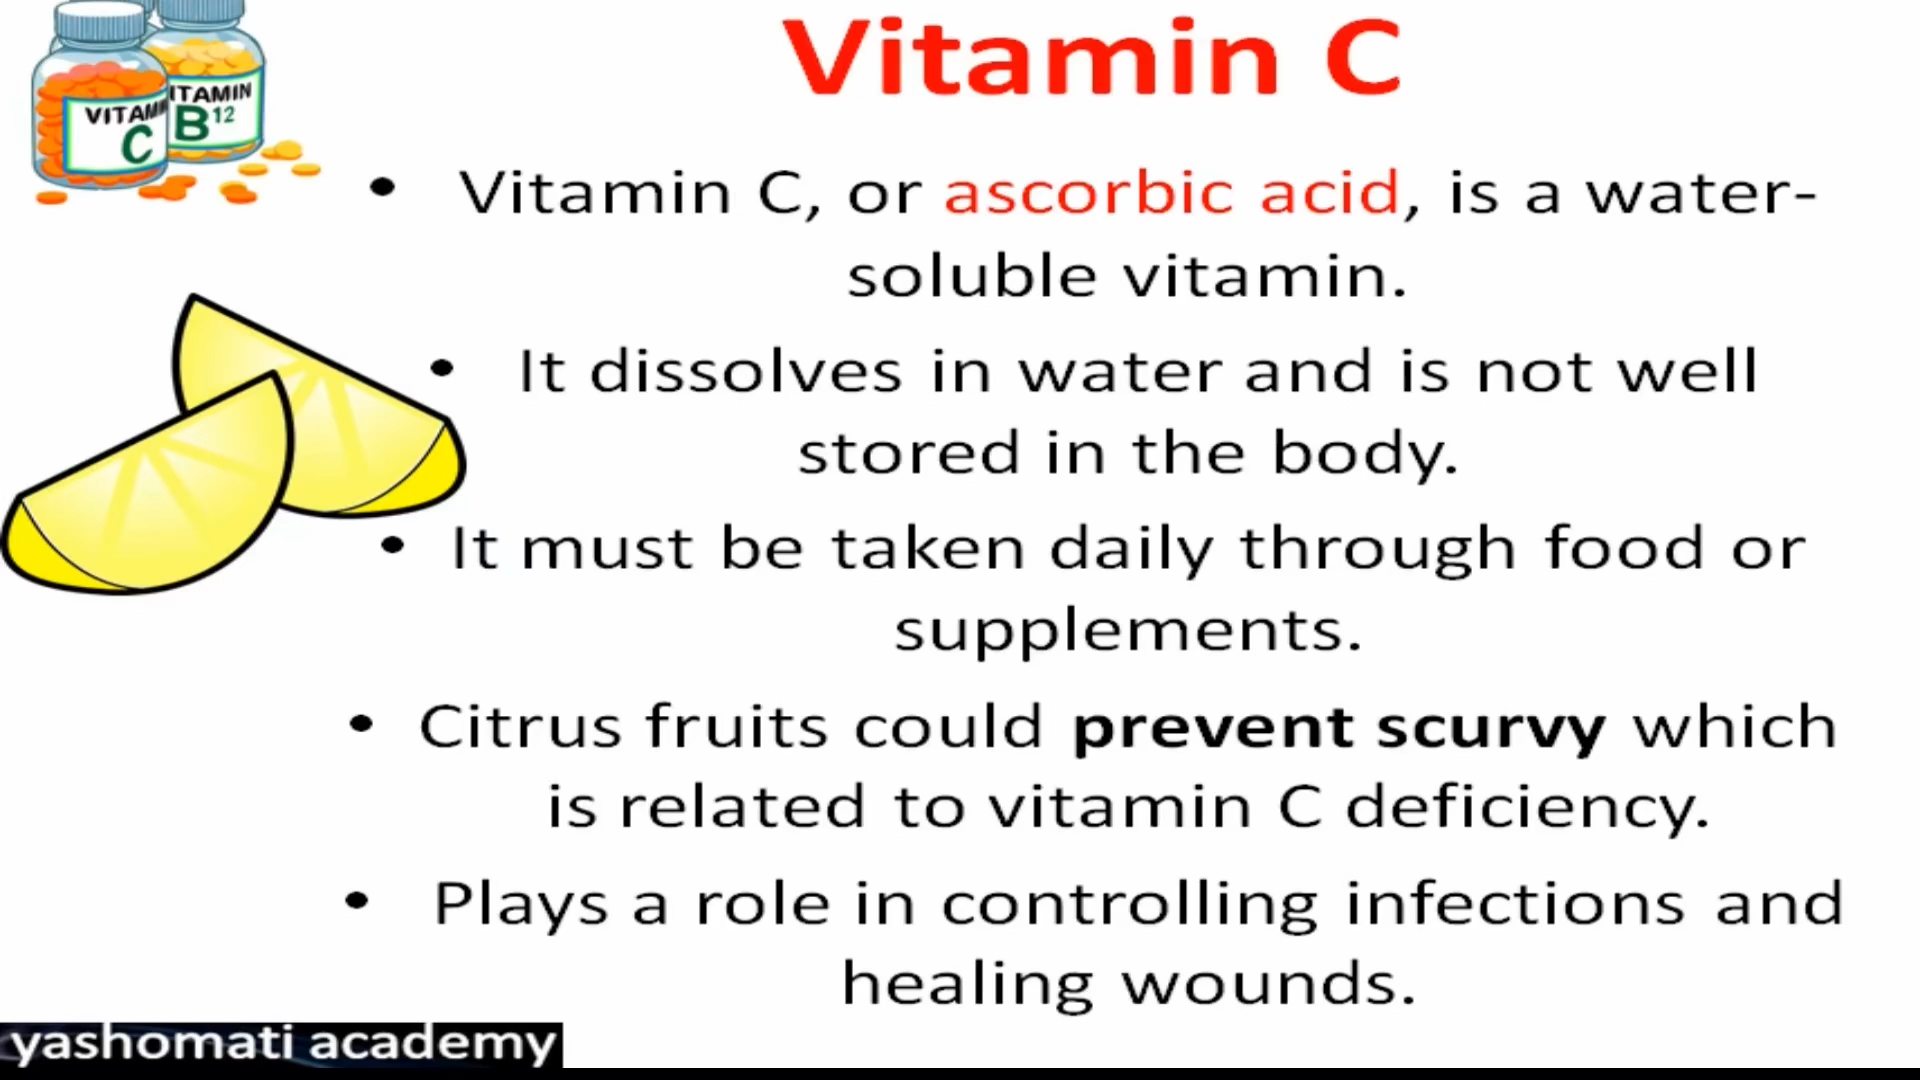 Vitamin C
VITAMIN
C
VITAMIN
B12
• Vitamin C, or ascorbic acid, is a water-
soluble vitamin.
• It dissolves in water and is not well
stored in the body.
• It must be taken daily through food or
supplements.
• Citrus fruits could prevent scurvy which
is related to vitamin C deficiency.
• Plays a role in controlling infections and
healing wounds.
yashomati academy